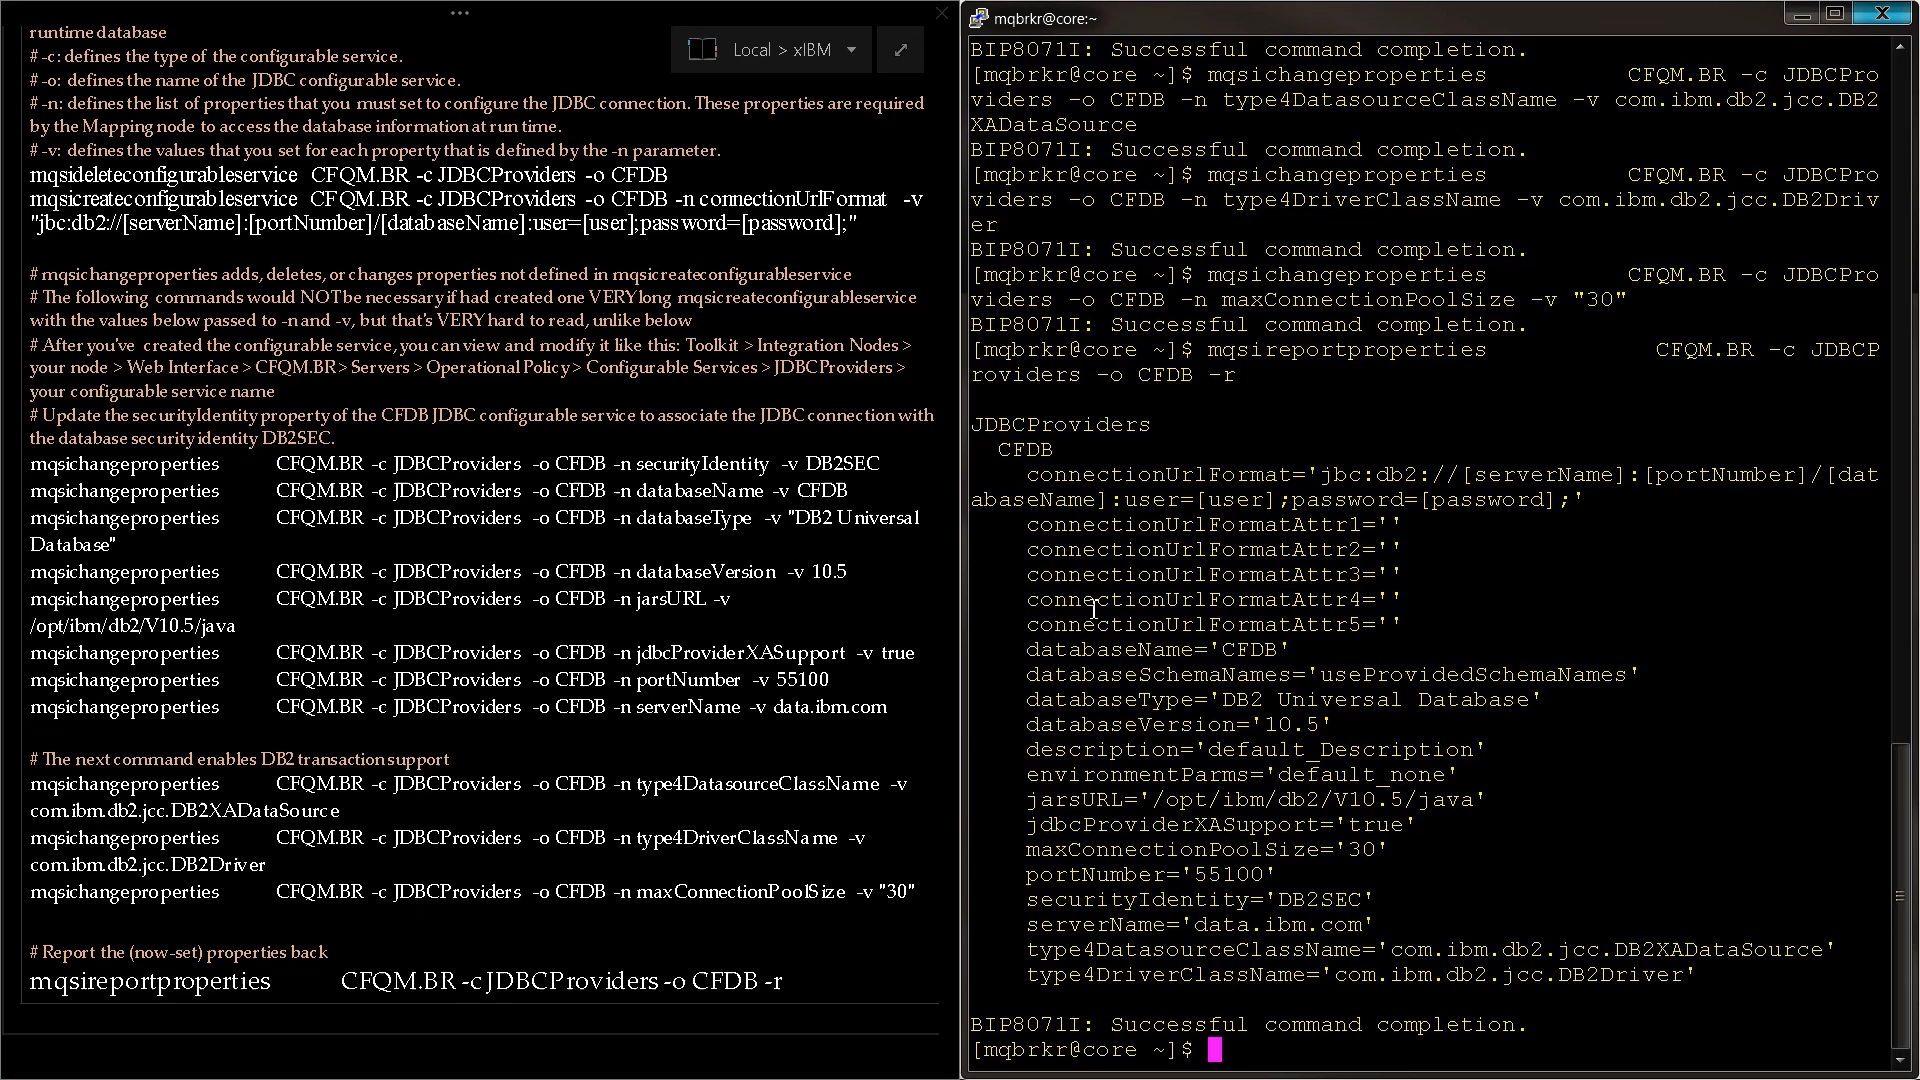 runtime database
# -c: defines the type of the configurable service.
# -o: defines the name of the JDBC configurable service.
# -n: defines the list of properties that you must set to configure the JDBC connection. These properties are required
by the Mapping node to access the database information at run time.
# -v: defines the values that you set for each property that is defined by the -n parameter.
mqsideleteconfigurableservice CFQM.BR -c JDBCProviders -o CFDB
mqsicreateconfigurableservice CFQM.BR -c JDBCProviders -o CFDB -n connectionUrlFormat -v
"jbc:db2://[serverName]:[portNumber]/[databaseName]:user=[user];password=[password];"
# mqsichangeproperties adds, deletes, or changes properties not defined in mqsicreateconfigurableservice
# The following commands would NOT be necessary if had created one VERY long mqsicreateconfigurableservice
with the values below passed to -n and -v, but that's VERY hard to read, unlike below
# After you've created the configurable service, you can view and modify it like this: Toolkit > Integration Nodes >
your node > Web Interface > CFQM.BR > Servers > Operational Policy > Configurable Services > JDBCProviders >
your configurable service name
# Update the securityIdentity property of the CFDB JDBC configurable service to associate the JDBC connection with
the database security identity DB2SEC.
mqsichangeproperties CFQM.BR -c JDBCProviders -o CFDB -n securityIdentity -v DB2SEC
mqsichangeproperties CFQM.BR -c JDBCProviders -o CFDB -n databaseName -v CFDB
mqsichangeproperties CFQM.BR -c JDBCProviders -o CFDB -n databaseType -v "DB2 Universal
Database"
mqsichangeproperties CFQM.BR -c JDBCProviders -o CFDB -n databaseVersion -v 10.5
mqsichangeproperties CFQM.BR -c JDBCProviders -o CFDB -n jarsURL -v
/opt/ibm/db2/V10.5/java
mqsichangeproperties CFQM.BR -c JDBCProviders -o CFDB -n jdbcProviderXASupport -v true
mqsichangeproperties CFQM.BR -c JDBCProviders -o CFDB -n portNumber -v 55100
mqsichangeproperties CFQM.BR -c JDBCProviders -o CFDB -n serverName -v data.ibm.com
# The next command enables DB2 transaction support
mqsichangeproperties CFQM.BR -c JDBCProviders -o CFDB -n type4DatasourceClassName -v
com.ibm.db2.jcc.DB2XADataSource
mqsichangeproperties CFQM.BR -c JDBCProviders -o CFDB -n type4DriverClassName -v
com.ibm.db2.jcc.DB2Driver
mqsichangeproperties CFQM.BR -c JDBCProviders -o CFDB -n maxConnectionPoolSize -v "30"
# Report the (now-set) properties back
mqsireportproperties CFQM.BR -c JDBCProviders -o CFDB -r
Local > xIBM
mqbrkr@core:~
BIP8071I: Successful command completion.
[mqbrkr@core ~]$ mqsichangeproperties CFQM.BR -c JDBCPro
viders -o CFDB -n type4DatasourceClassName -v com.ibm.db2.jcc.DB2
XADataSource
BIP8071I: Successful command completion.
[mqbrkr@core ~]$ mqsichangeproperties CFQM.BR -c JDBCPro
viders -o CFDB -n type4DriverClassName -v com.ibm.db2.jcc.DB2Driv
er
BIP8071I: Successful command completion.
[mqbrkr@core ~]$ mqsichangeproperties CFQM.BR -c JDBCPro
viders -o CFDB -n maxConnectionPoolSize -v "30"
BIP8071I: Successful command completion.
[mqbrkr@core ~]$ mqsireportproperties CFQM.BR -c JDBCP
roviders -o CFDB -r
JDBCProviders
CFDB
connectionUrlFormat='jbc:db2://[serverName]:[portNumber]/[dat
abaseName]:user=[user];password=[password];'
connectionUrlFormatAttr1=''
connectionUrlFormatAttr2=''
connectionUrlFormatAttr3=''
connectionUrlFormatAttr4=''
connectionUrlFormatAttr5=''
databaseName='CFDB'
databaseSchemaNames='useProvidedSchemaNames'
databaseType='DB2 Universal Database'
databaseVersion='10.5'
description='default_Description'
environmentParms='default_none'
jarsURL='/opt/ibm/db2/V10.5/java'
jdbcProviderXASupport='true'
maxConnectionPoolSize='30'
portNumber='55100'
securityIdentity='DB2SEC'
serverName='data.ibm.com'
type4DatasourceClassName='com.ibm.db2.jcc.DB2XADataSource'
type4DriverClassName='com.ibm.db2.jcc.DB2Driver'
BIP8071I: Successful command completion.
[mqbrkr@core ~]$